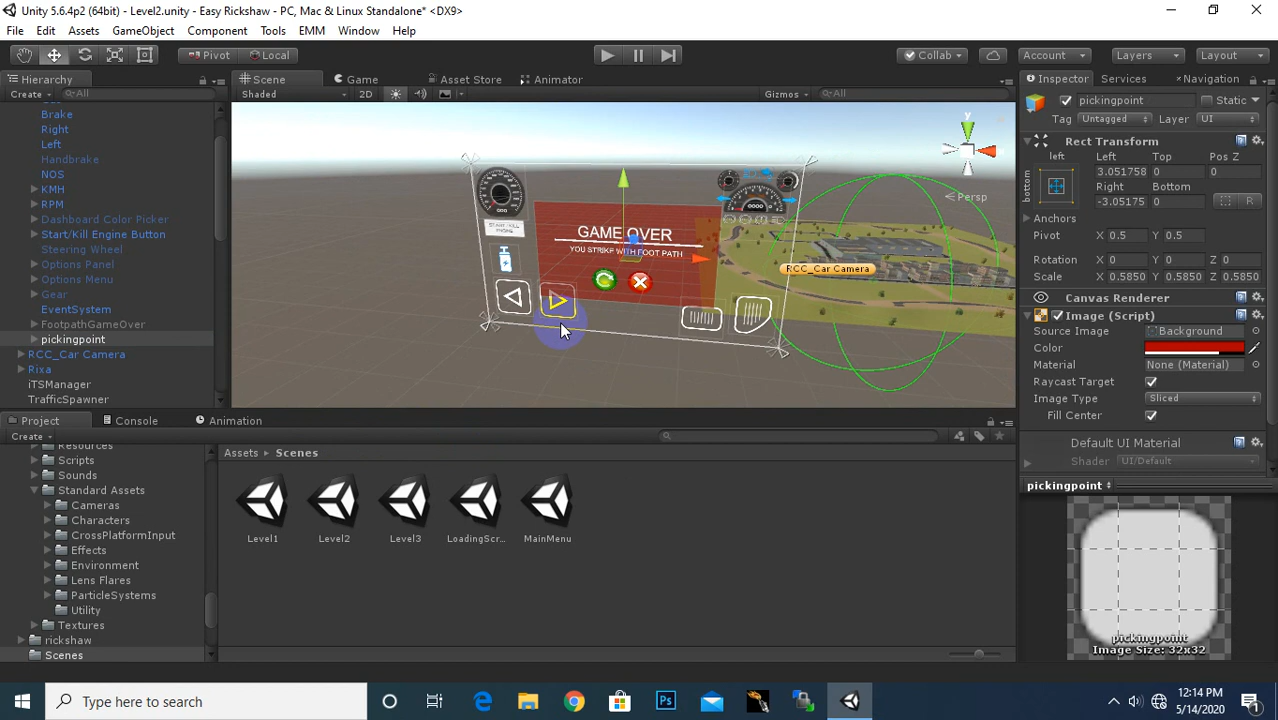 Unity 5.6.4p2 (64bit) - Level2.unity - Easy Rickshaw - PC, Mac & Linux Standalone* <DX9>
File Edit Assets GameObject Component Tools EMM Window Help
Pivot Local Collab Account Layers Layout
Hierarchy Scene Game Asset Store Animator Inspector Services Navigation
Create All Shaded 2D Gizmos All
pickingpoint Static
Tag Untagged Layer UI
Brake
Right
Left
Handbrake
NOS
KMH
RPM
Dashboard Color Picker
Start/Kill Engine Button
Steering Wheel
Options Panel
Options Menu
Gear
EventSystem
FootpathGameOver
pickingpoint
RCC_Car Camera
Rixa
iTSManager
TrafficSpawner
y
Persp
START/KILL
ENGINE
GAME OVER
YOU STRIKE WITH FOOT PATH
RCC_Car Camera
Rect Transform
left Left Top Pos Z
3.051758 0 0
bottom Right Bottom
-3.05175 0 R
Anchors
Pivot X 0.5 Y 0.5
Rotation X 0 Y 0 Z 0
Scale X 0.5850 Y 0.5850 Z 0.5850
Canvas Renderer
Image (Script)
Source Image Background
Color
Material None (Material)
Raycast Target
Image Type Sliced
Fill Center
Default UI Material
Shader UI/Default
pickingpoint
pickingpoint
Image Size: 32x32
Project Console Animation
Create
Assets Scenes
Resources
Scripts
Sounds
Standard Assets
Cameras
Characters
CrossPlatformInput
Effects
Environment
Lens Flares
ParticleSystems
Utility
Textures
rickshaw
Scenes
Level1 Level2 Level3 LoadingScr... MainMenu
Type here to search
Ps
12:14 PM
5/14/2020